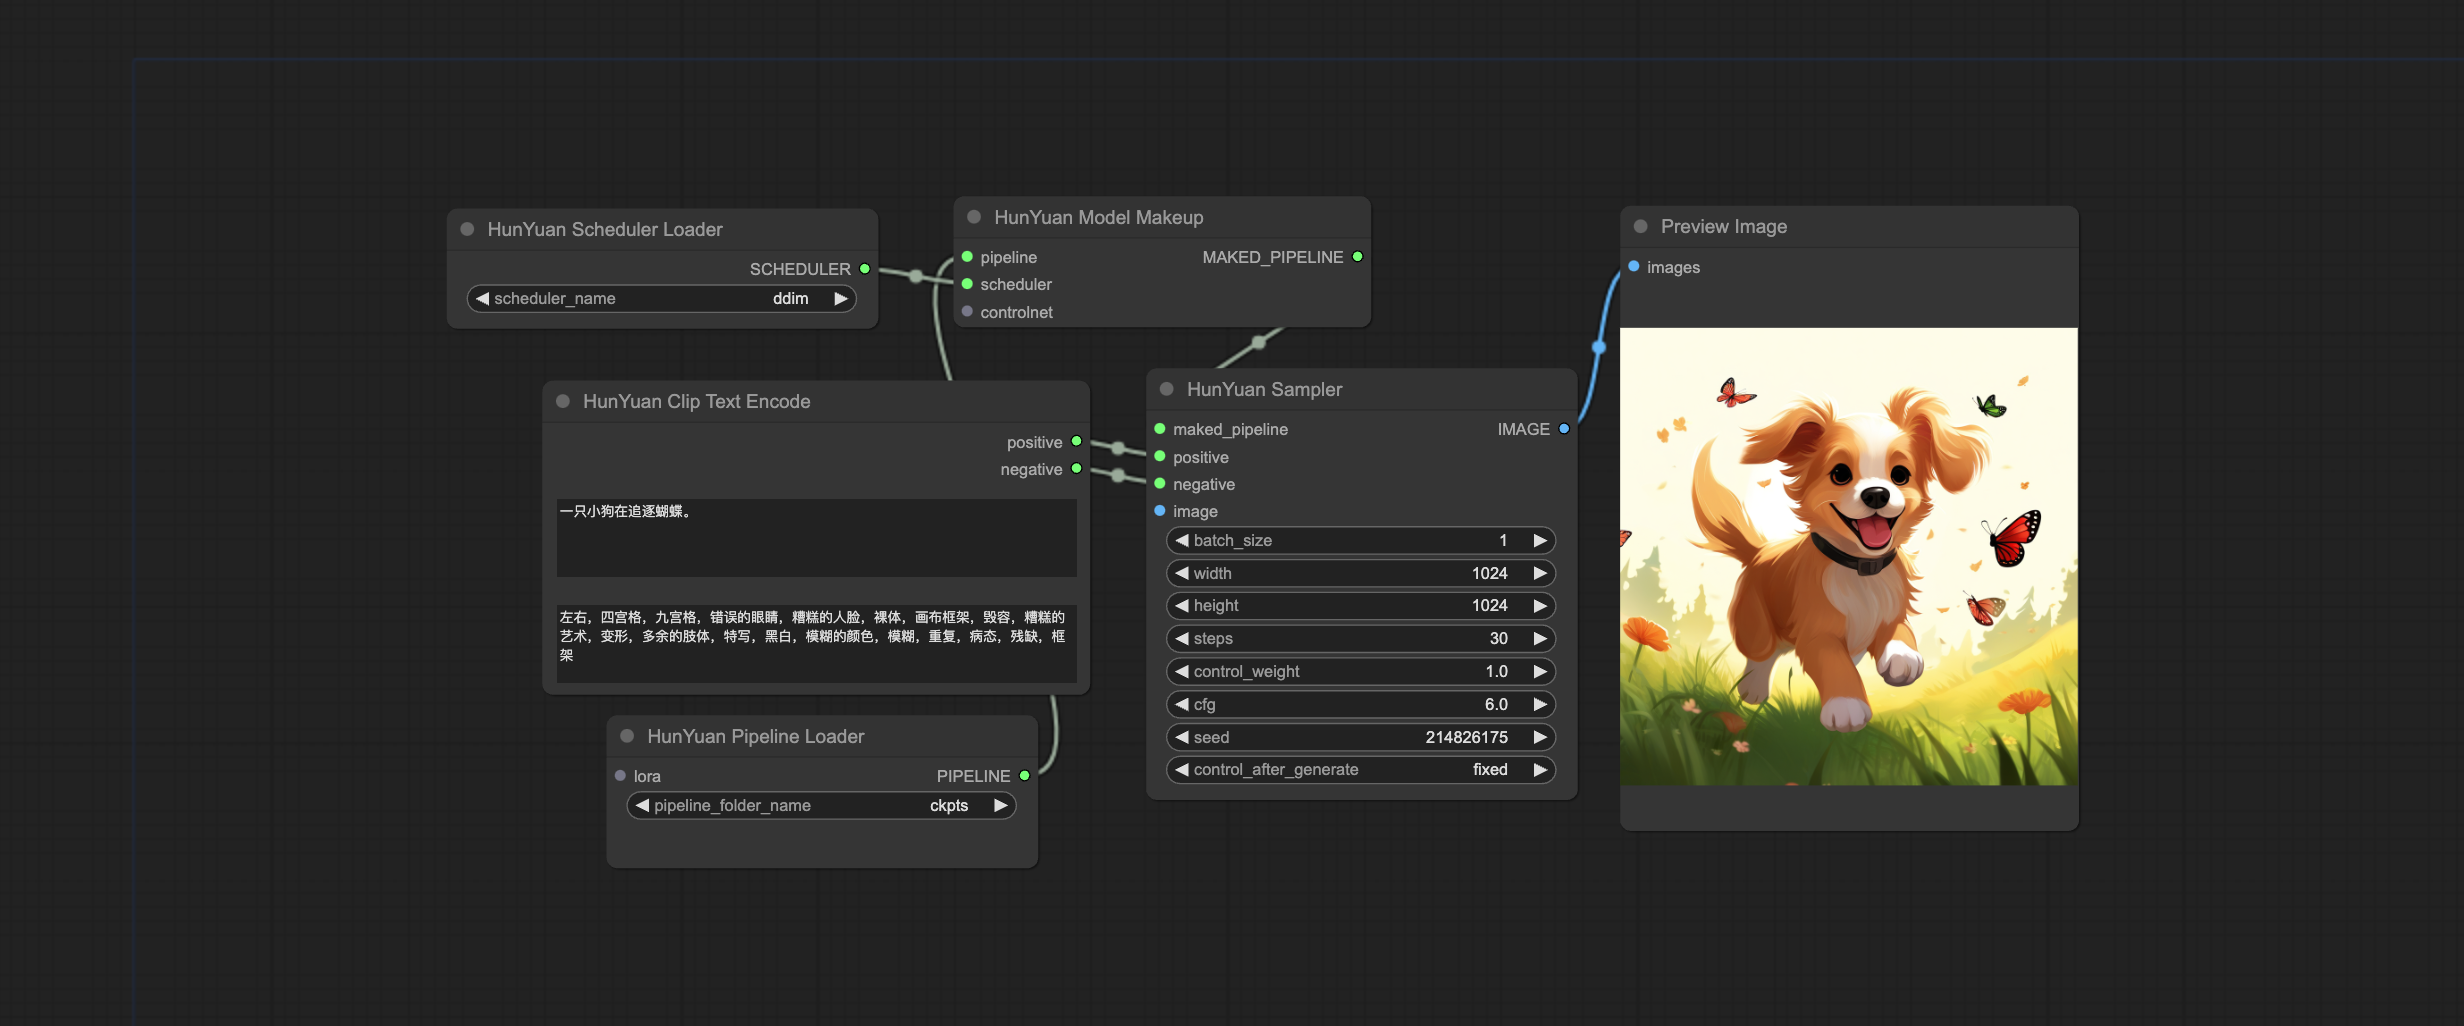 HunYuan Scheduler Loader
SCHEDULER
scheduler_name ddim
HunYuan Model Makeup
pipeline MAKED_PIPELINE
scheduler
controlnet
HunYuan Clip Text Encode
positive
negative
一只小狗在追逐蝴蝶。
左右，四宫格，九宫格，错误的眼睛，糟糕的人脸，裸体，画布框架，毁容，糟糕的
艺术，变形，多余的肢体，特写，黑白，模糊的颜色，模糊，重复，病态，残缺，框
架
HunYuan Pipeline Loader
lora PIPELINE
pipeline_folder_name ckpts
HunYuan Sampler
maked_pipeline IMAGE
positive
negative
image
batch_size 1
width 1024
height 1024
steps 30
control_weight 1.0
cfg 6.0
seed 214826175
control_after_generate fixed
Preview Image
images